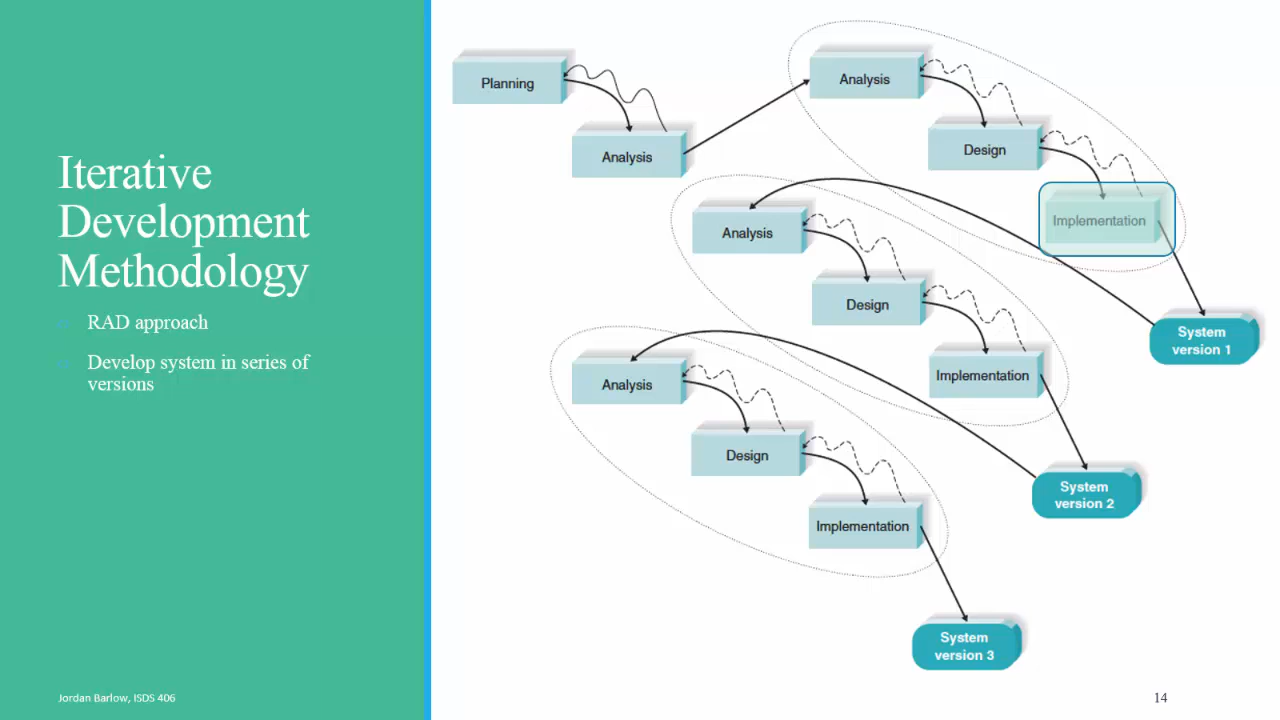 Iterative
Development
Methodology
RAD approach
Develop system in series of
versions
Jordan Barlow, ISDS 406
Planning
Analysis
Analysis
Design
Implementation
System
version 1
Analysis
Design
Implementation
System
version 2
Analysis
Design
Implementation
System
version 3
14